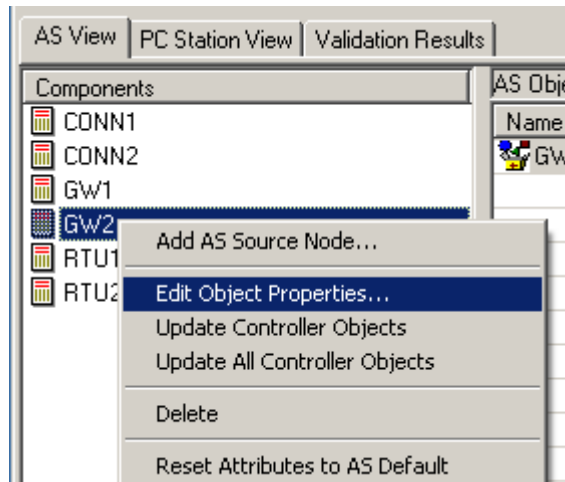 AS View PC Station View Validation Results
Components
CONN1
CONN2
GW1
GW2
RTU1
RTU2
AS Obje
Name
GW
Add AS Source Node...
Edit Object Properties...
Update Controller Objects
Update All Controller Objects
Delete
Reset Attributes to AS Default